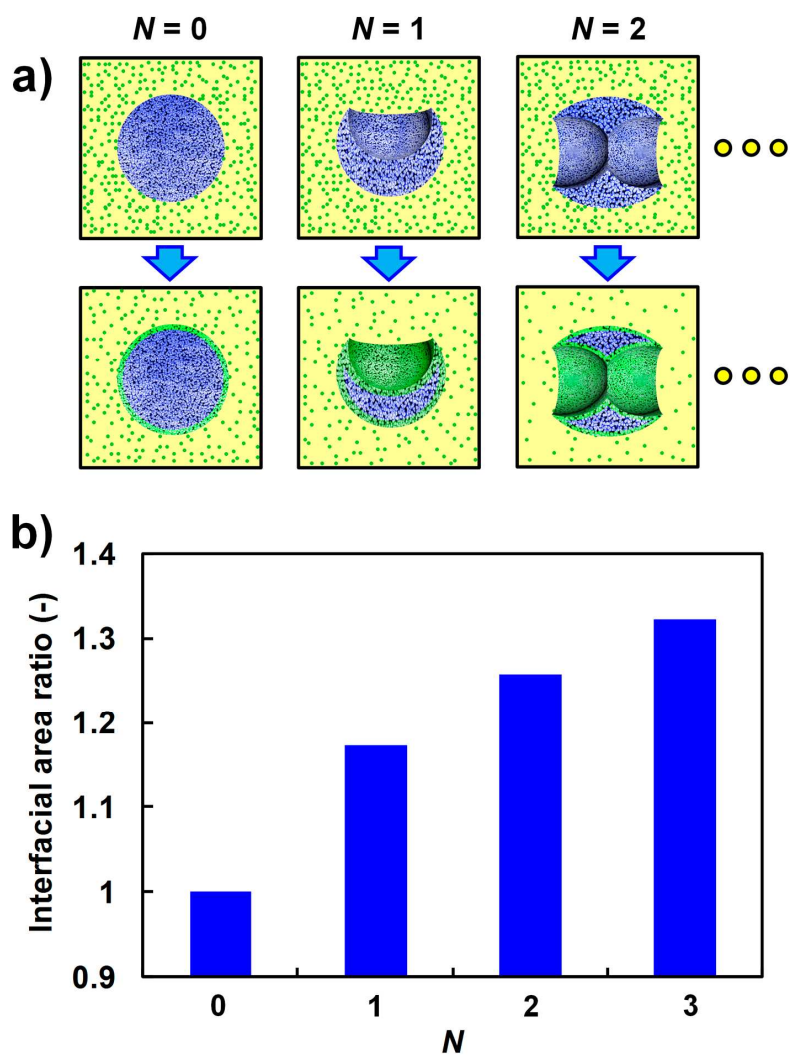 N = 0 N = 1 N = 2
a)
b)
1.4
1.3
1.2
1.1
1
0.9
Interfacial area ratio (-)
0 1 2 3
N